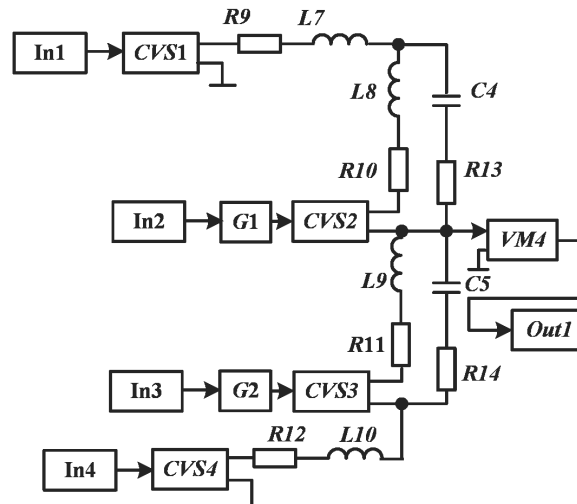 R9 L7
In1 CVS1
L8 C4
R10 R13
In2 G1 CVS2 VM4
L9 C5
Out1
R11 R14
In3 G2 CVS3
R12 L10
In4 CVS4